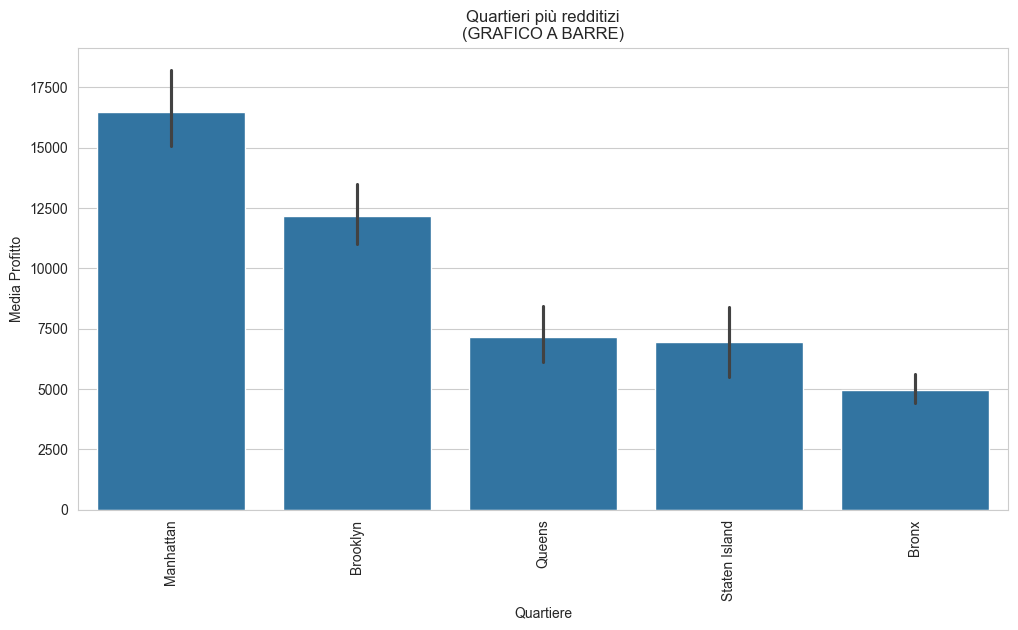 Quartieri più redditizi
(GRAFICO A BARRE)
Media Profitto
17500
15000
12500
10000
7500
5000
2500
0
Manhattan
Brooklyn
Queens
Staten Island
Bronx
Quartiere